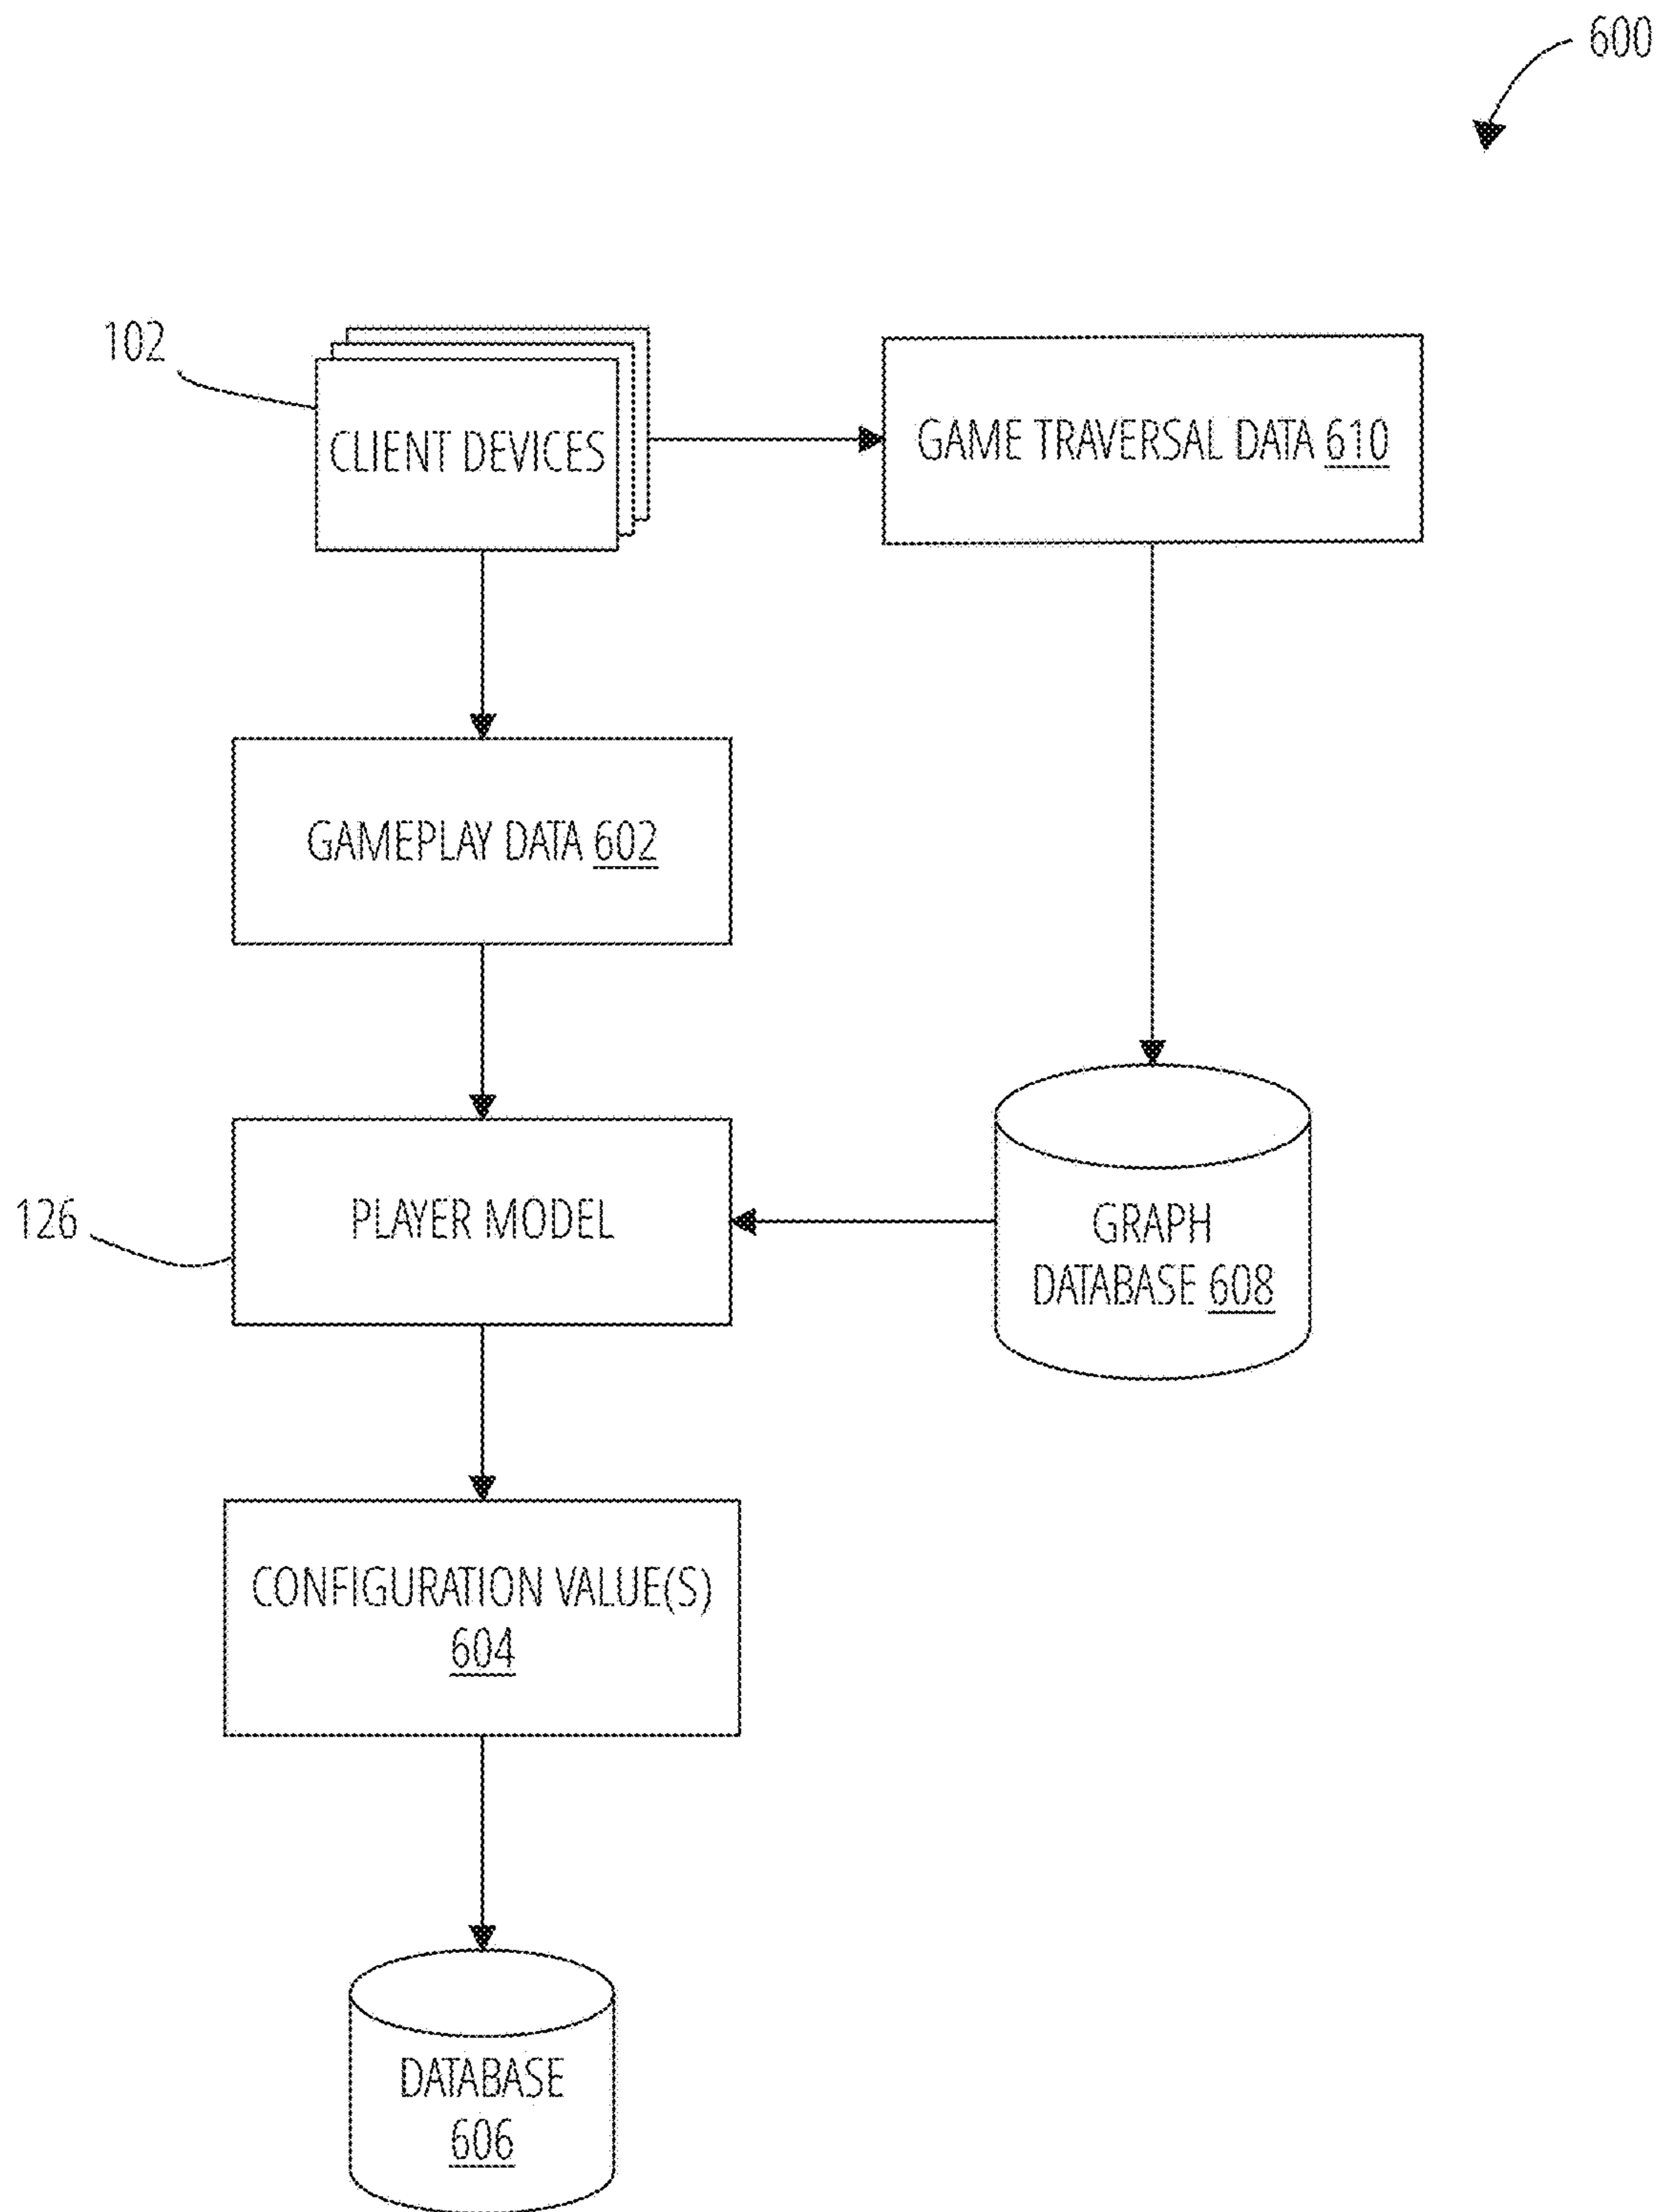 600
102
CLIENT DEVICES
GAME TRAVERSAL DATA 610
GAMEPLAY DATA 602
126
PLAYER MODEL
GRAPH
DATABASE 608
CONFIGURATION VALUE(S)
604
DATABASE
606